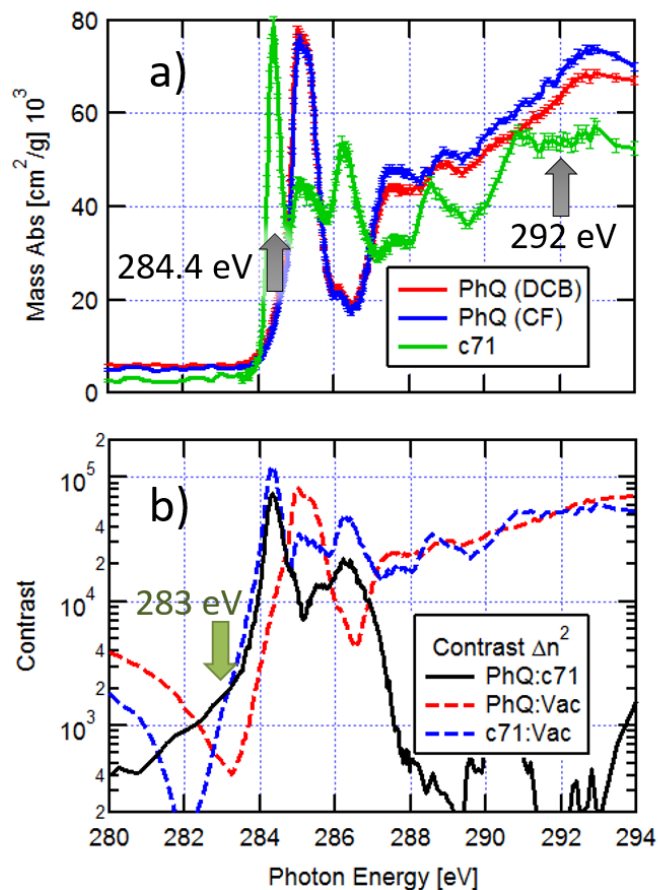 a)
80
60
40
20
0
Mass Abs [cm²/g] 10³
284.4 eV
292 eV
PhQ (DCB)
PhQ (CF)
c71
b)
2
10⁵
4
2
10⁴
4
2
10³
4
2
Contrast
283 eV
Contrast Δn²
PhQ:c71
PhQ:Vac
c71:Vac
280 282 284 286 288 290 292 294
Photon Energy [eV]